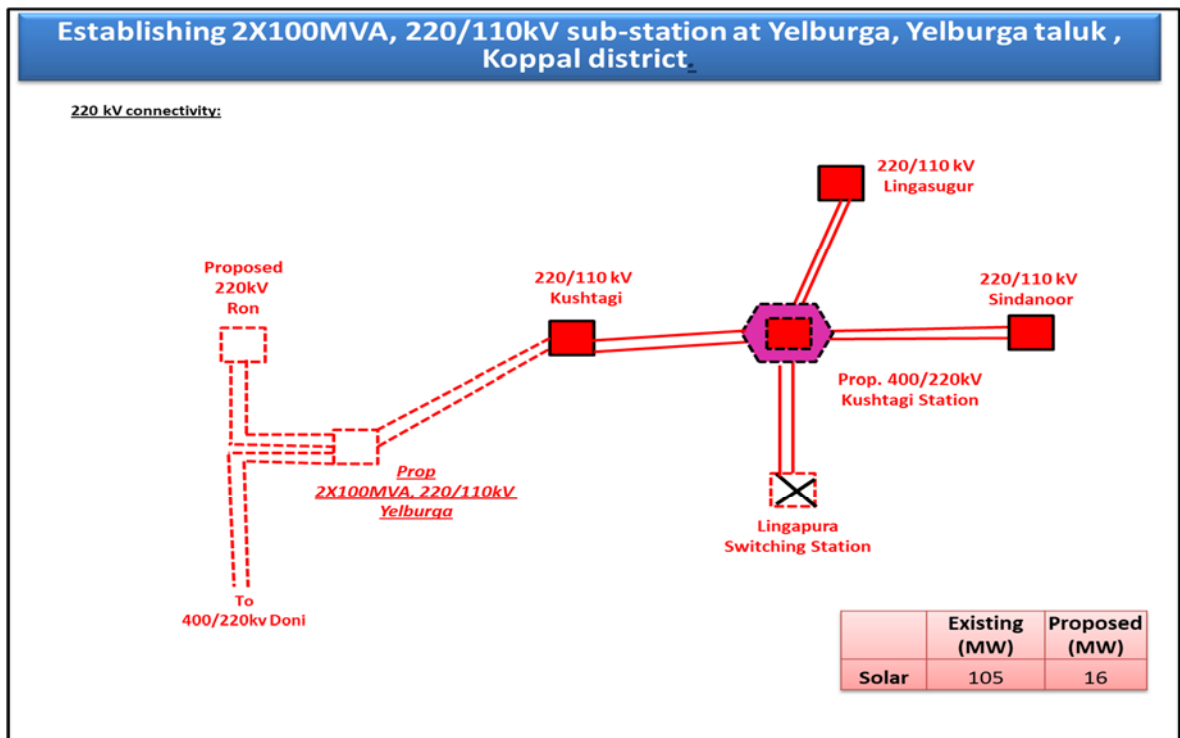 Establishing 2X100MVA, 220/110kV sub-station at Yelburga, Yelburga taluk ,
Koppal district.
220 kV connectivity:
220/110 kV
Lingasugur
Proposed
220kV
Ron
220/110 kV
Kushtagi
220/110 kV
Sindanoor
Prop. 400/220kV
Kushtagi Station
Prop
2X100MVA, 220/110kV
Yelburga
Lingapura
Switching Station
To
400/220kv Doni
Existing (MW) Proposed (MW)
Solar 105 16